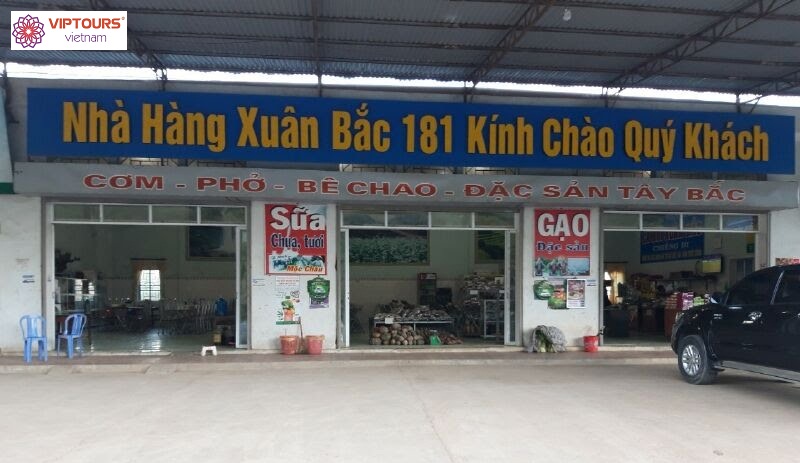 VIPTOURS®
vietnam
Nhà Hàng Xuân Bắc 181 Kính Chào Quý Khách
CƠM - PHỞ - BÊ CHAO - ĐẶC SẢN TÂY BẮC
SỮA
Chua, tươi
Mộc Châu
GẠO
Đặc sản